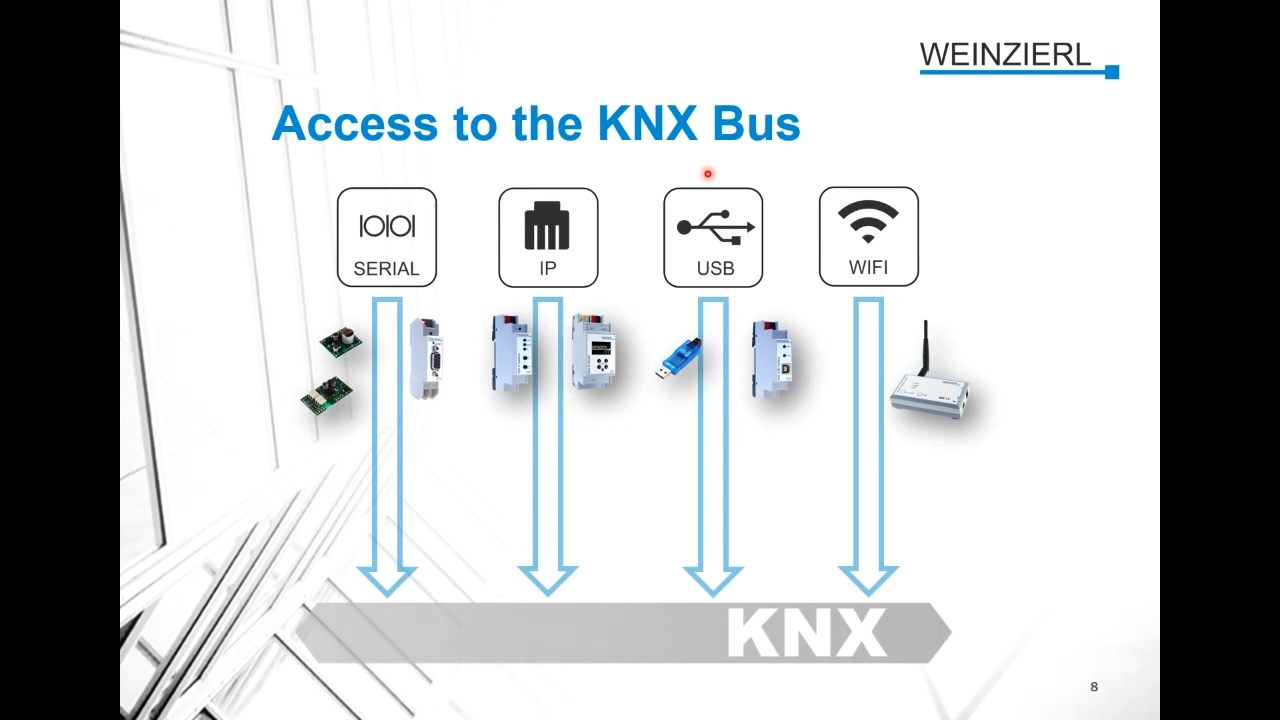 WEINZIERL
Access to the KNX Bus
SERIAL
IP
USB
WIFI
KNX
8